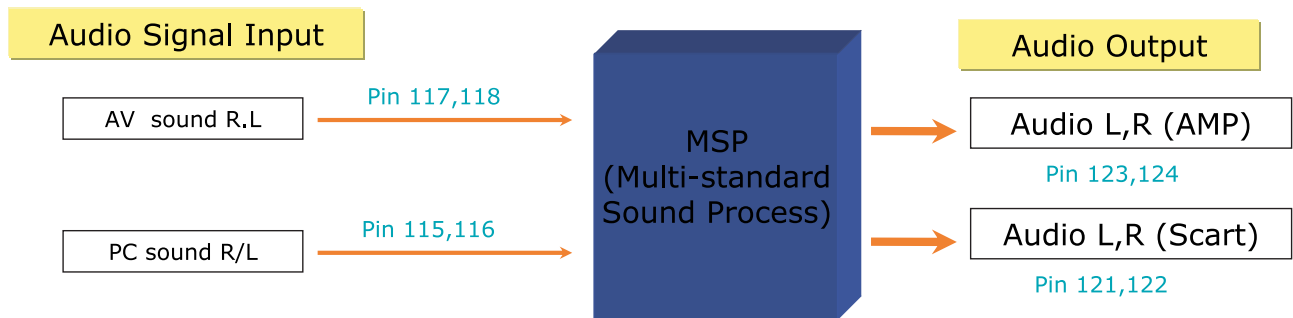 Audio Signal Input
AV sound R.L
Pin 117,118
PC sound R/L
Pin 115,116
MSP
(Multi-standard
Sound Process)
Audio Output
Audio L,R (AMP)
Pin 123,124
Audio L,R (Scart)
Pin 121,122